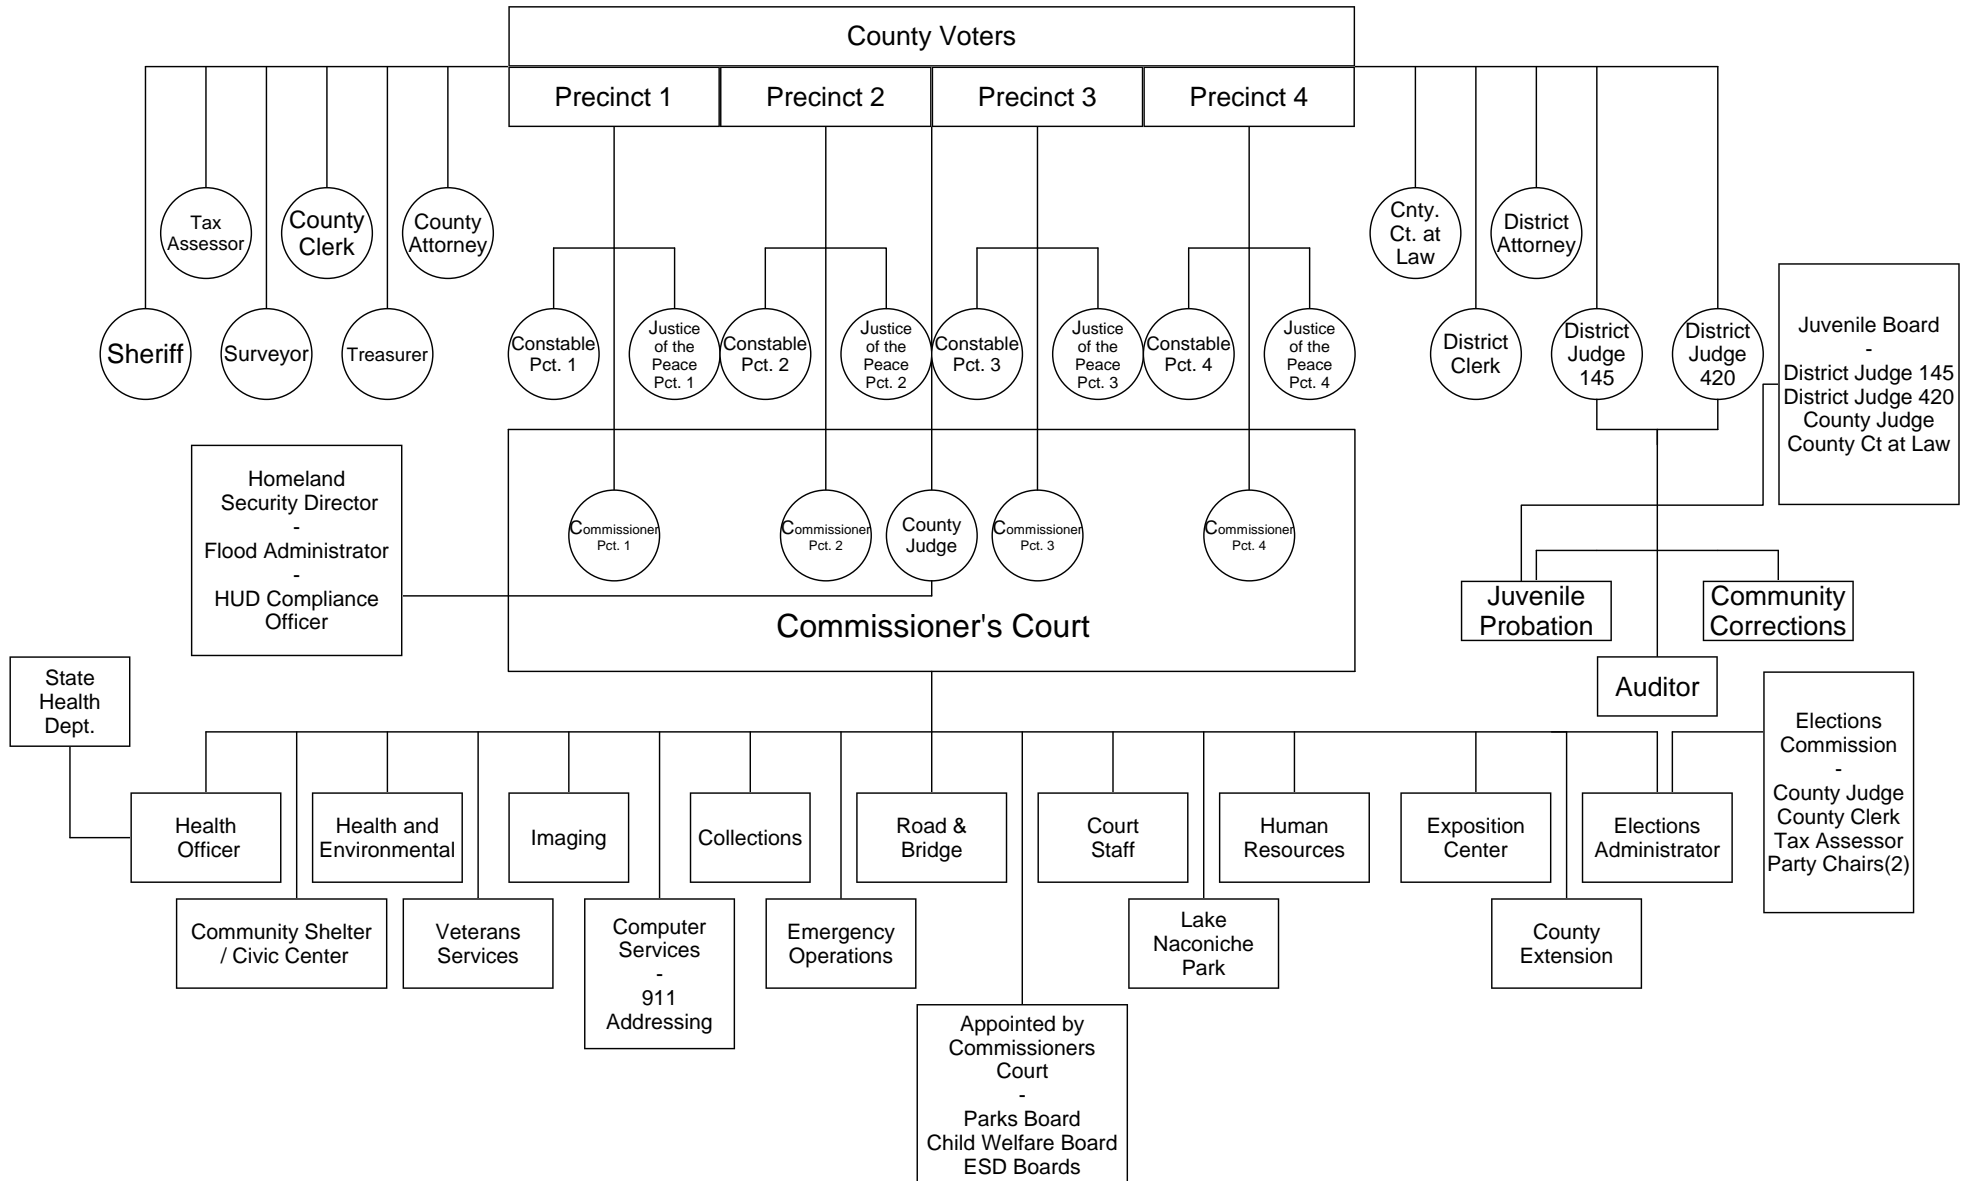 County Voters
Precinct 1
Precinct 2
Precinct 3
Precinct 4
Tax
Assessor
County
Clerk
County
Attorney
Cnty.
Ct. at
Law
District
Attorney
Sheriff
Surveyor
Treasurer
Constable
Pct. 1
Justice
of the
Peace
Pct. 1
Constable
Pct. 2
Justice
of the
Peace
Pct. 2
Constable
Pct. 3
Justice
of the
Peace
Pct. 3
Constable
Pct. 4
Justice
of the
Peace
Pct. 4
District
Clerk
District
Judge
145
District
Judge
420
Juvenile Board
-
District Judge 145
District Judge 420
County Judge
County Ct at Law
Homeland
Security Director
-
Flood Administrator
-
HUD Compliance
Officer
Commissioner
Pct. 1
Commissioner
Pct. 2
County
Judge
Commissioner
Pct. 3
Commissioner
Pct. 4
Commissioner's Court
Juvenile
Probation
Community
Corrections
Auditor
State
Health
Dept.
Elections
Commission
-
County Judge
County Clerk
Tax Assessor
Party Chairs(2)
Health
Officer
Health and
Environmental
Imaging
Collections
Road &
Bridge
Court
Staff
Human
Resources
Exposition
Center
Elections
Administrator
Community Shelter
/ Civic Center
Veterans
Services
Computer
Services
-
911
Addressing
Emergency
Operations
Lake
Naconiche
Park
County
Extension
Appointed by
Commissioners
Court
-
Parks Board
Child Welfare Board
ESD Boards